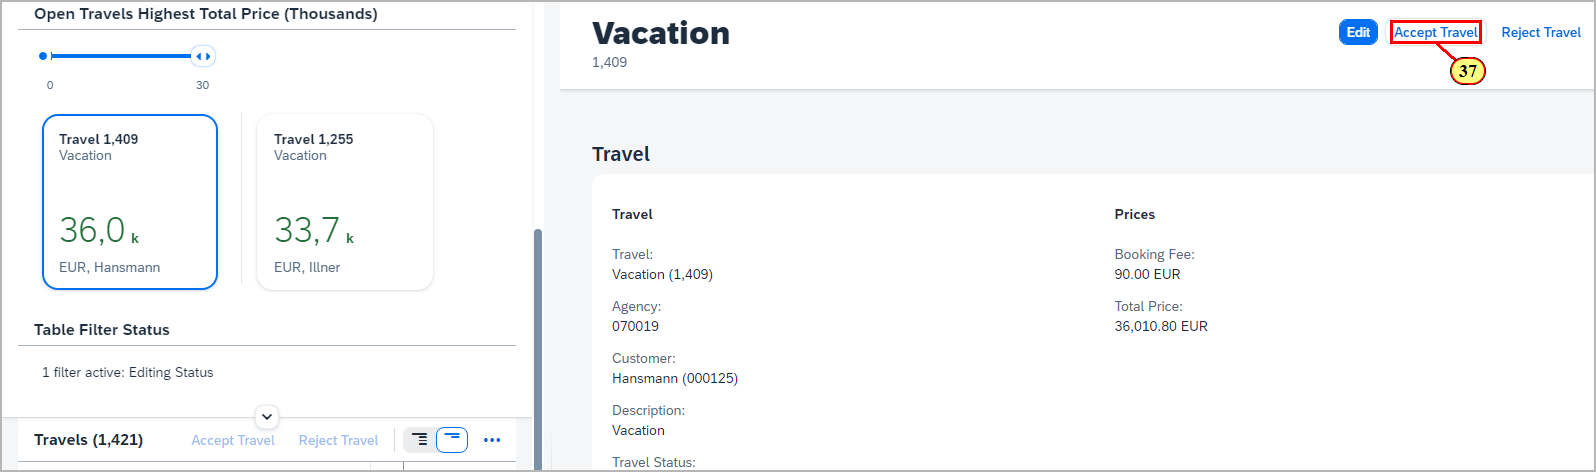 Open Travels Highest Total Price (Thousands)
0 30
Travel 1,409
Vacation
36,0 k
EUR, Hansmann
Travel 1,255
Vacation
33,7 k
EUR, Illner
Table Filter Status
1 filter active: Editing Status
Travels (1,421) Accept Travel Reject Travel
Vacation
1,409
Edit Accept Travel Reject Travel
37
Travel
Travel
Travel:
Vacation (1,409)
Agency:
070019
Customer:
Hansmann (000125)
Description:
Vacation
Travel Status:
Prices
Booking Fee:
90.00 EUR
Total Price:
36,010.80 EUR